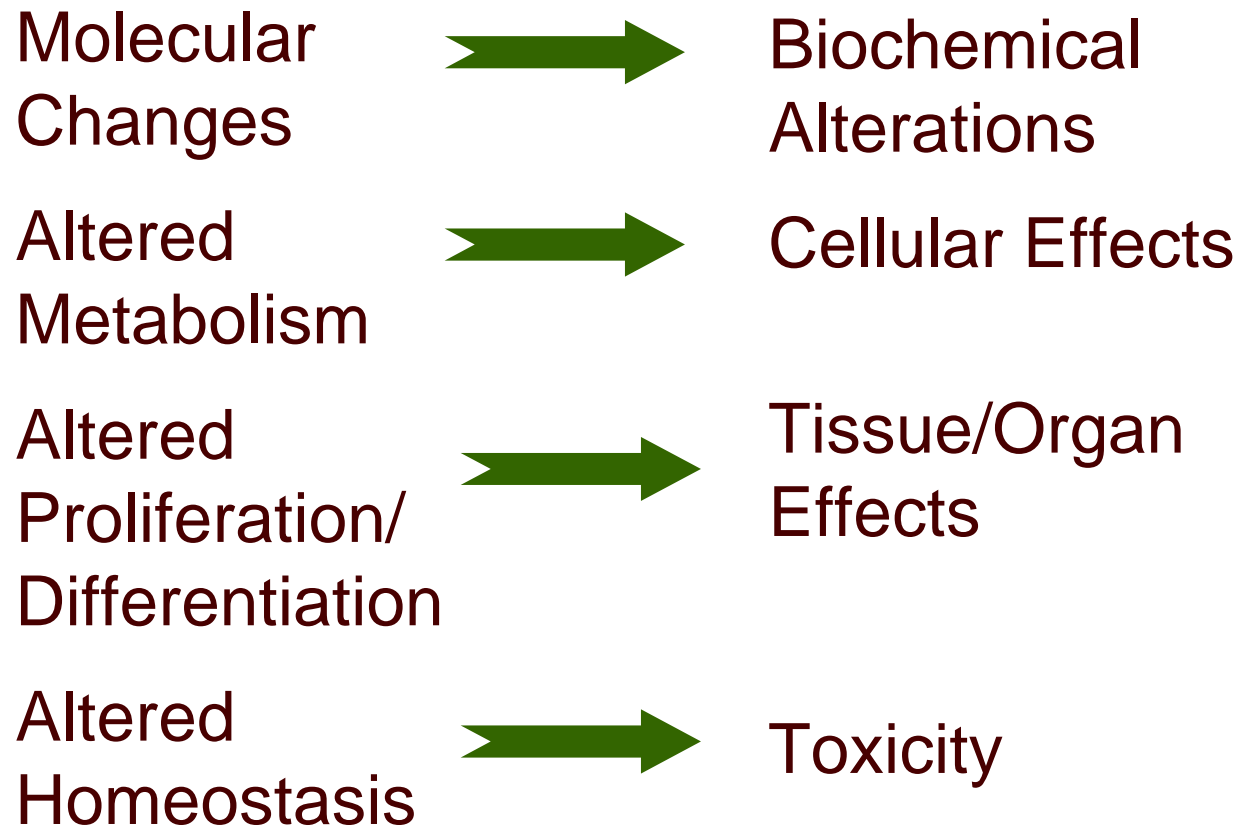 Molecular
Changes
Biochemical
Alterations
Altered
Metabolism
Cellular Effects
Altered
Proliferation/
Differentiation
Tissue/Organ
Effects
Altered
Homeostasis
Toxicity